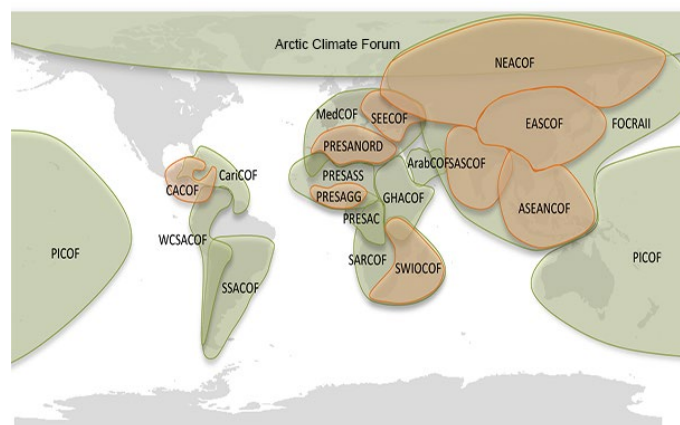 Arctic Climate Forum
NEACOF
MedCOF
SEECOF
EASCOF
FOCRAII
PRESANORD
CariCOF
PRESASS
ArabCOF
SASCOF
CACOF
PRESAGG
GHACOF
ASEANCOF
PRESAC
WCSACOF
PICOF
SARCOF
SWIOCOF
PICOF
SSACOF